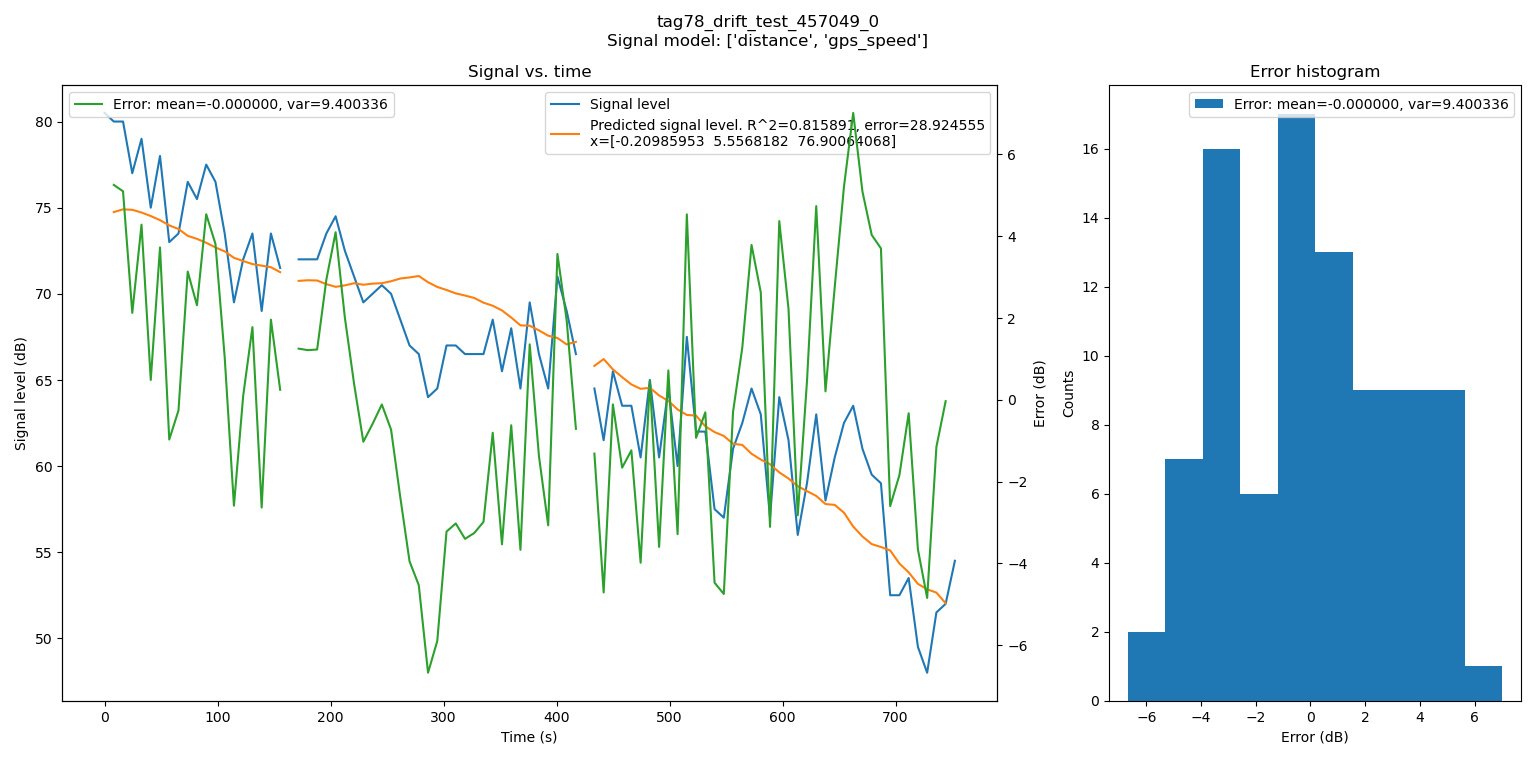 tag78_drift_test_457049_0
Signal model: ['distance', 'gps_speed']
Signal vs. time
Error: mean=-0.000000, var=9.400336
Signal level
Predicted signal level. R^2=0.815891, error=28.924555
x=[-0.20985953  5.5568182  76.90064068]
80
75
70
65
60
55
50
Signal level (dB)
0
100
200
300
400
500
600
700
Time (s)
6
4
2
0
−2
−4
−6
Error (dB)
Error histogram
Error: mean=-0.000000, var=9.400336
16
14
12
10
8
6
4
2
0
Counts
−6
−4
−2
0
2
4
6
Error (dB)